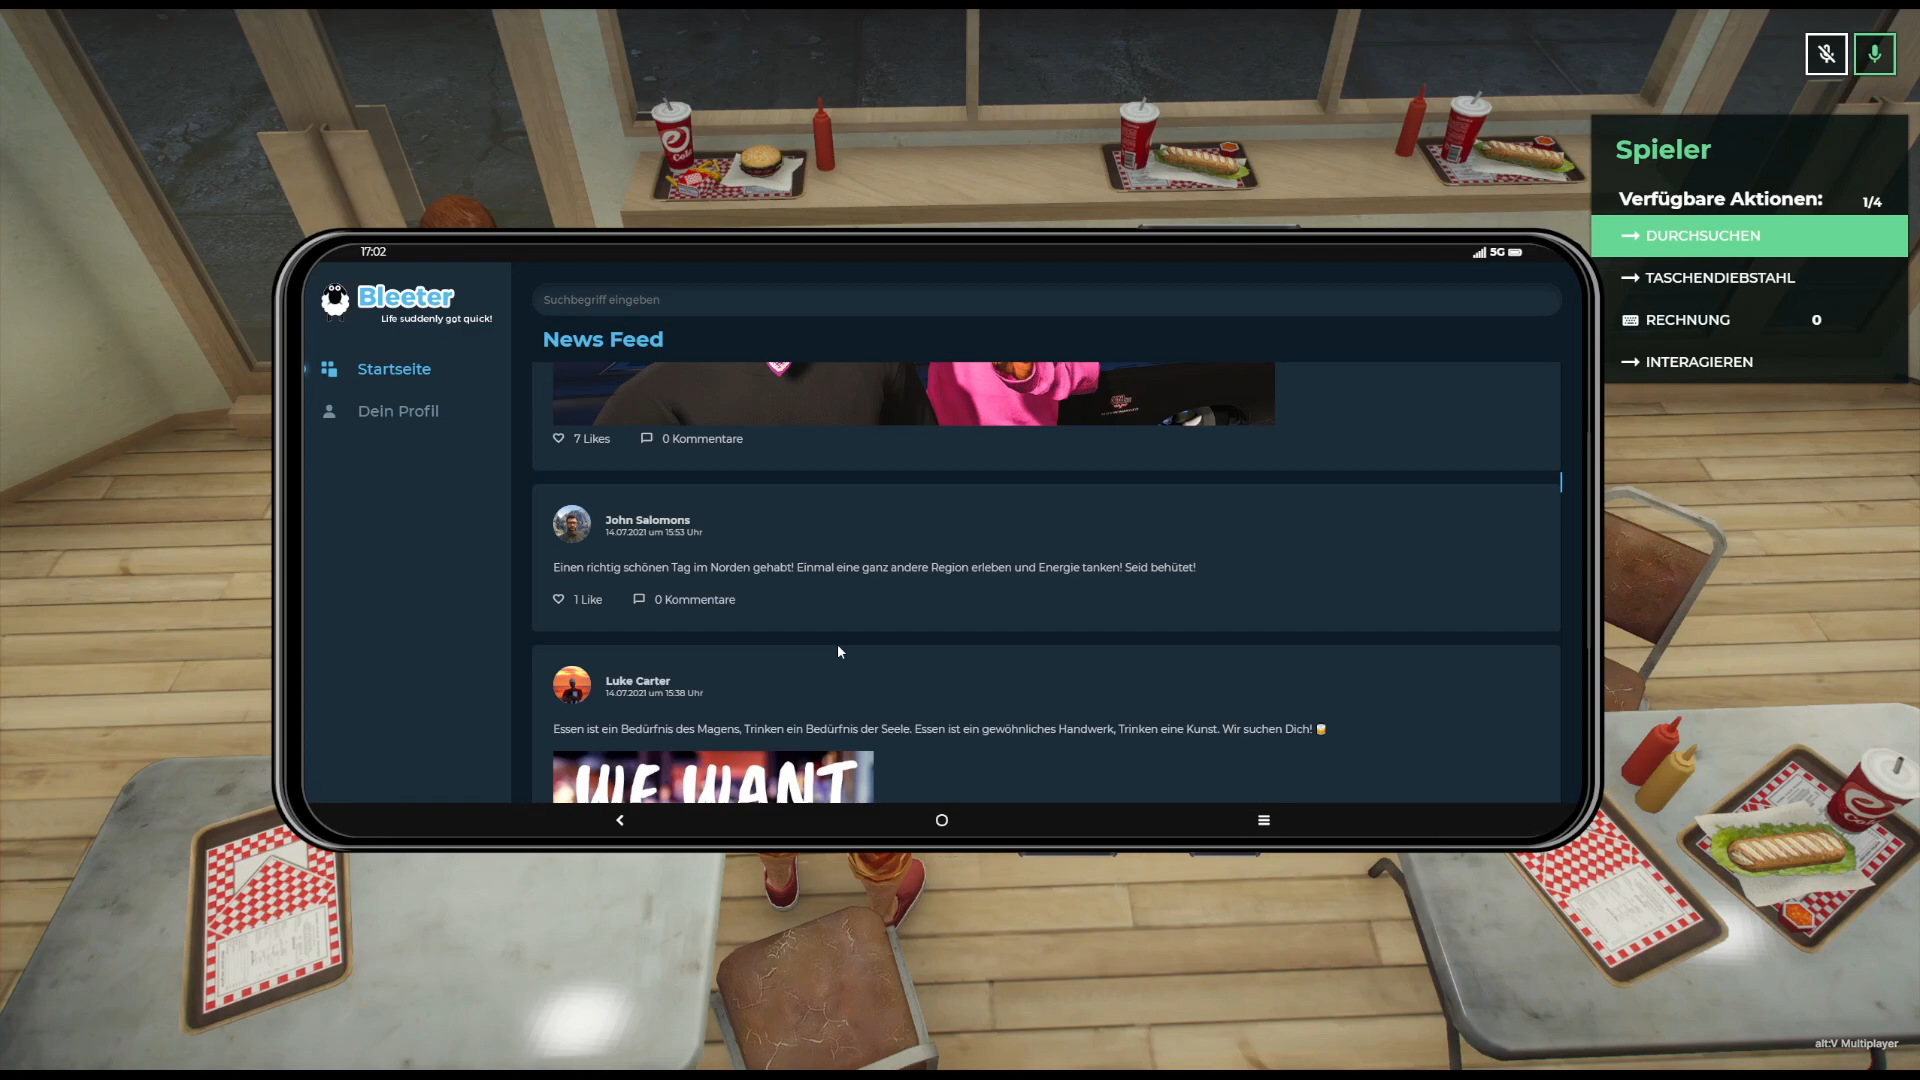 17:02
5G
Bleeter
Life suddenly got quick!
Suchbegriff eingeben
News Feed
Startseite
Dein Profil
7 Likes 0 Kommentare
John Salomons
14.07.2021 um 15:53 Uhr
Einen richtig schönen Tag im Norden gehabt! Einmal eine ganz andere Region erleben und Energie tanken! Seid behütet!
1 Like 0 Kommentare
Luke Carter
14.07.2021 um 15:38 Uhr
Essen ist ein Bedürfnis des Magens, Trinken ein Bedürfnis der Seele. Essen ist ein gewöhnliches Handwerk, Trinken eine Kunst. Wir suchen Dich! 🥃
WE WANT
Spieler
Verfügbare Aktionen: 1/4
DURCHSUCHEN
TASCHENDIEBSTAHL
RECHNUNG 0
INTERAGIEREN
eCola
alt:V Multiplayer